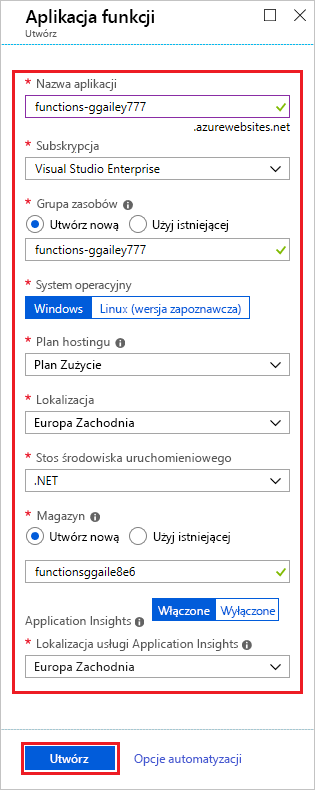 Aplikacja funkcji
Utwórz
* Nazwa aplikacji
functions-ggailey777
.azurewebsites.net
* Subskrypcja
Visual Studio Enterprise
* Grupa zasobów
Utwórz nową Użyj istniejącej
functions-ggailey777
* System operacyjny
Windows Linux (wersja zapoznawcza)
* Plan hostingu
Plan Zużycie
* Lokalizacja
Europa Zachodnia
* Stos środowiska uruchomieniowego
.NET
* Magazyn
Utwórz nową Użyj istniejącej
functionsggaile8e6
Włączone Wyłączone
Application Insights
* Lokalizacja usługi Application Insights
Europa Zachodnia
Utwórz Opcje automatyzacji